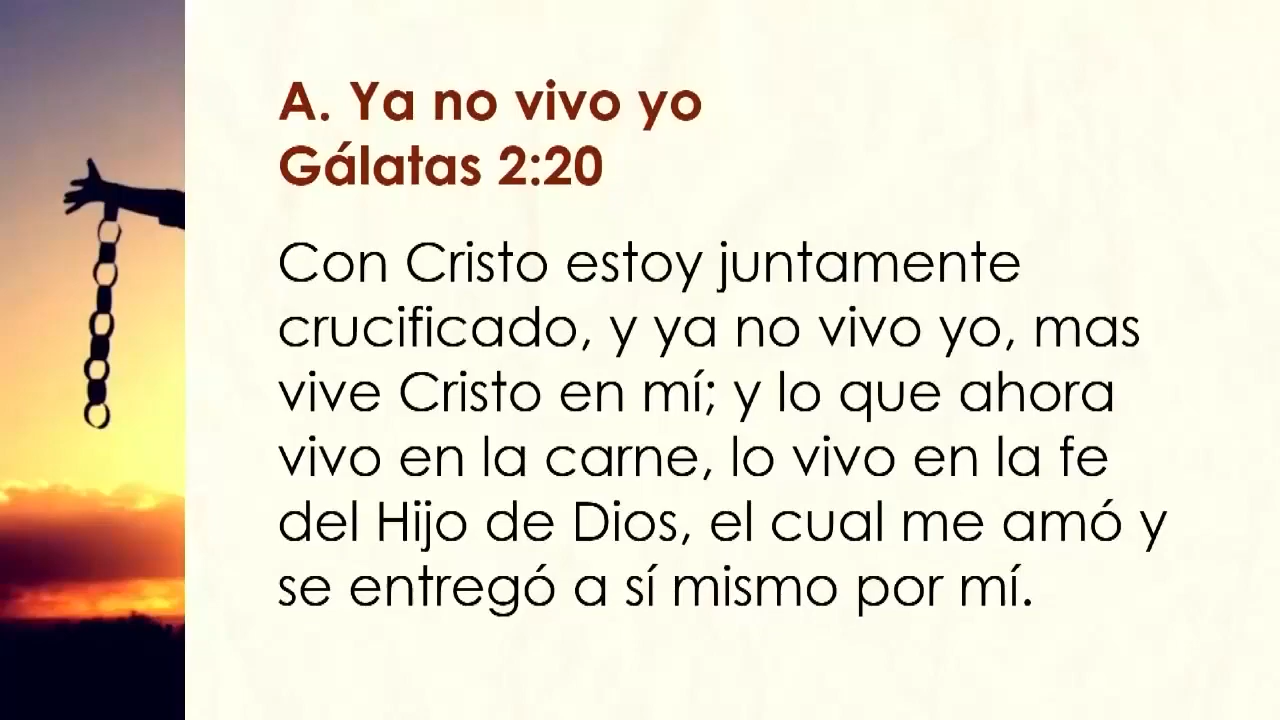 A. Ya no vivo yo
Gálatas 2:20
Con Cristo estoy juntamente
crucificado, y ya no vivo yo, mas
vive Cristo en mí; y lo que ahora
vivo en la carne, lo vivo en la fe
del Hijo de Dios, el cual me amó y
se entregó a sí mismo por mí.